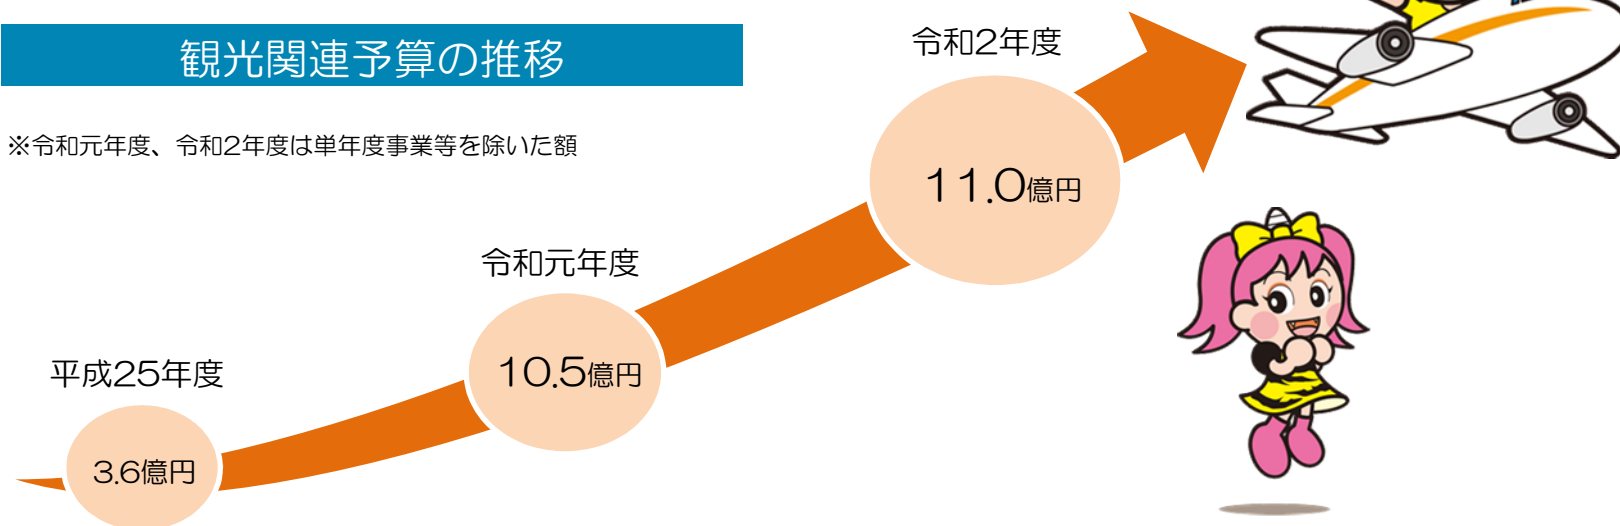 観光関連予算の推移
※令和元年度、令和2年度は単年度事業等を除いた額
令和2年度
11.0億円
令和元年度
10.5億円
平成25年度
3.6億円